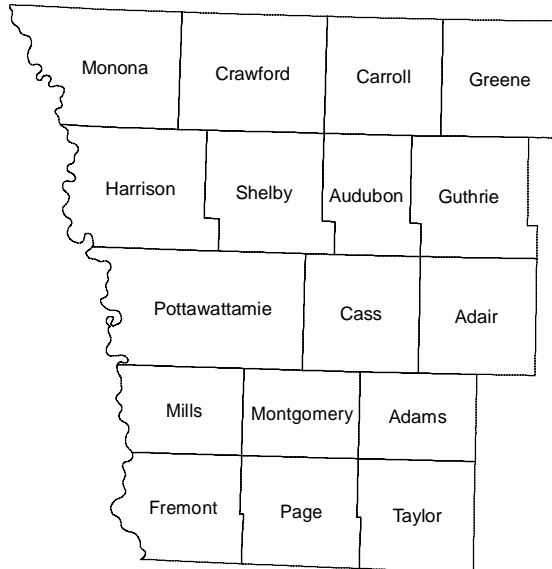 Monona Crawford Carroll Greene
Harrison Shelby Audubon Guthrie
Pottawattamie Cass Adair
Mills Montgomery Adams
Fremont Page Taylor